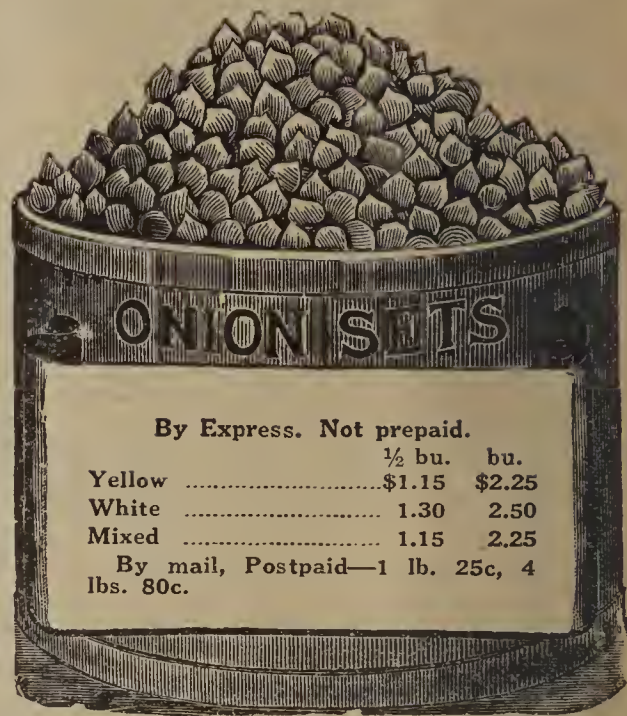 ONION SETS
By Express. Not prepaid.
½ bu. bu.
Yellow ............................$1.15 $2.25
White ............................ 1.30 2.50
Mixed ............................ 1.15 2.25
By mail, Postpaid—1 lb. 25c, 4
lbs. 80c.